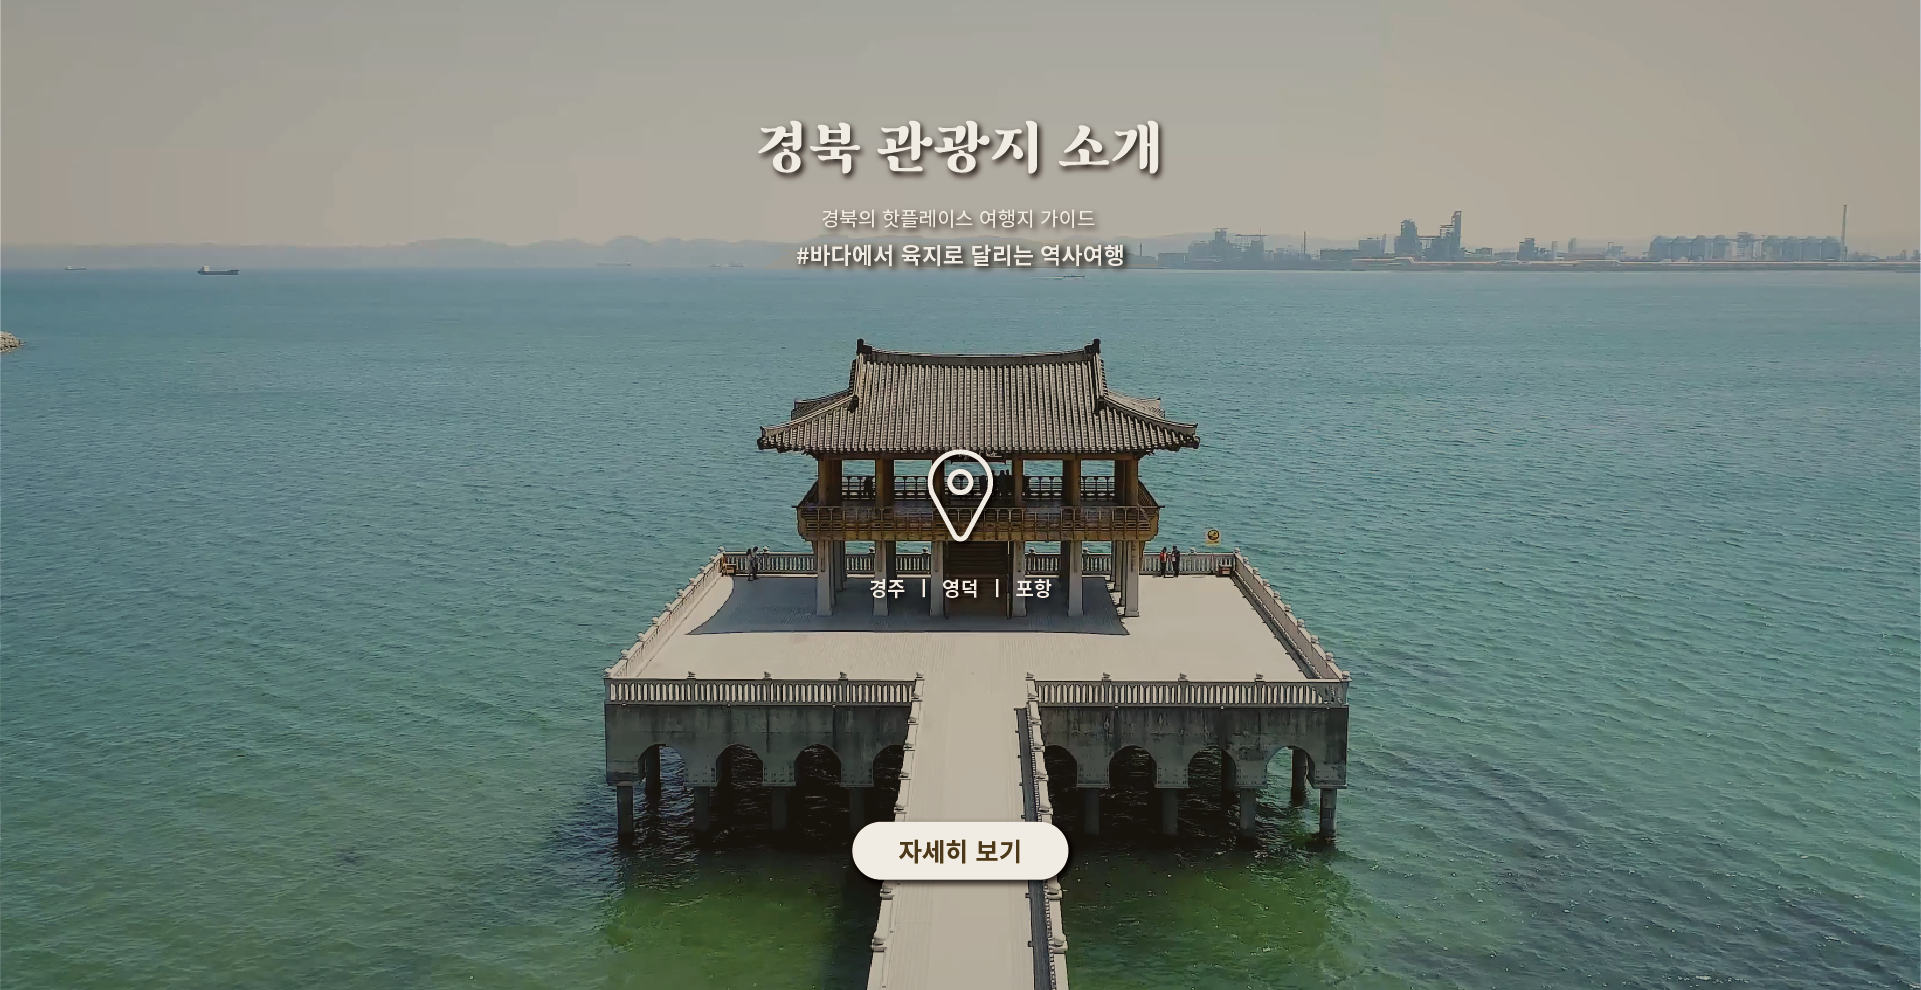 경북 관광지 소개
경북의 핫플레이스 여행지 가이드
#바다에서 육지로 달리는 역사여행
경주 | 영덕 | 포항
자세히 보기